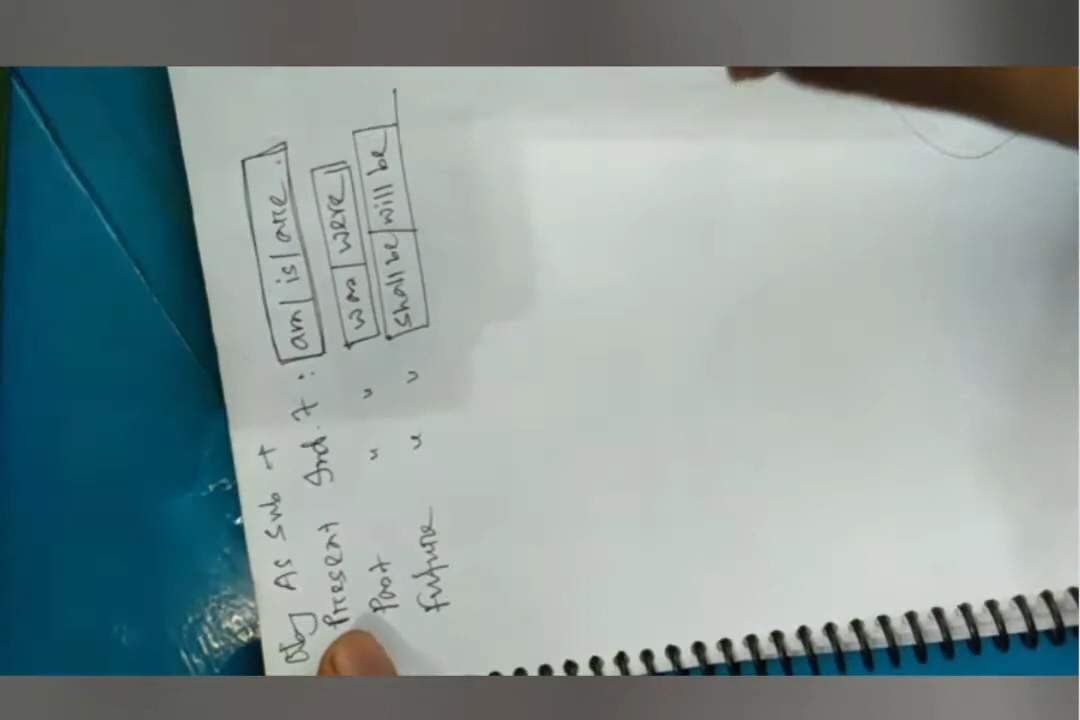 Obj As Sub +
Present Ind. t : am / is / are.
Past " " was / were
Future " " shall be / will be